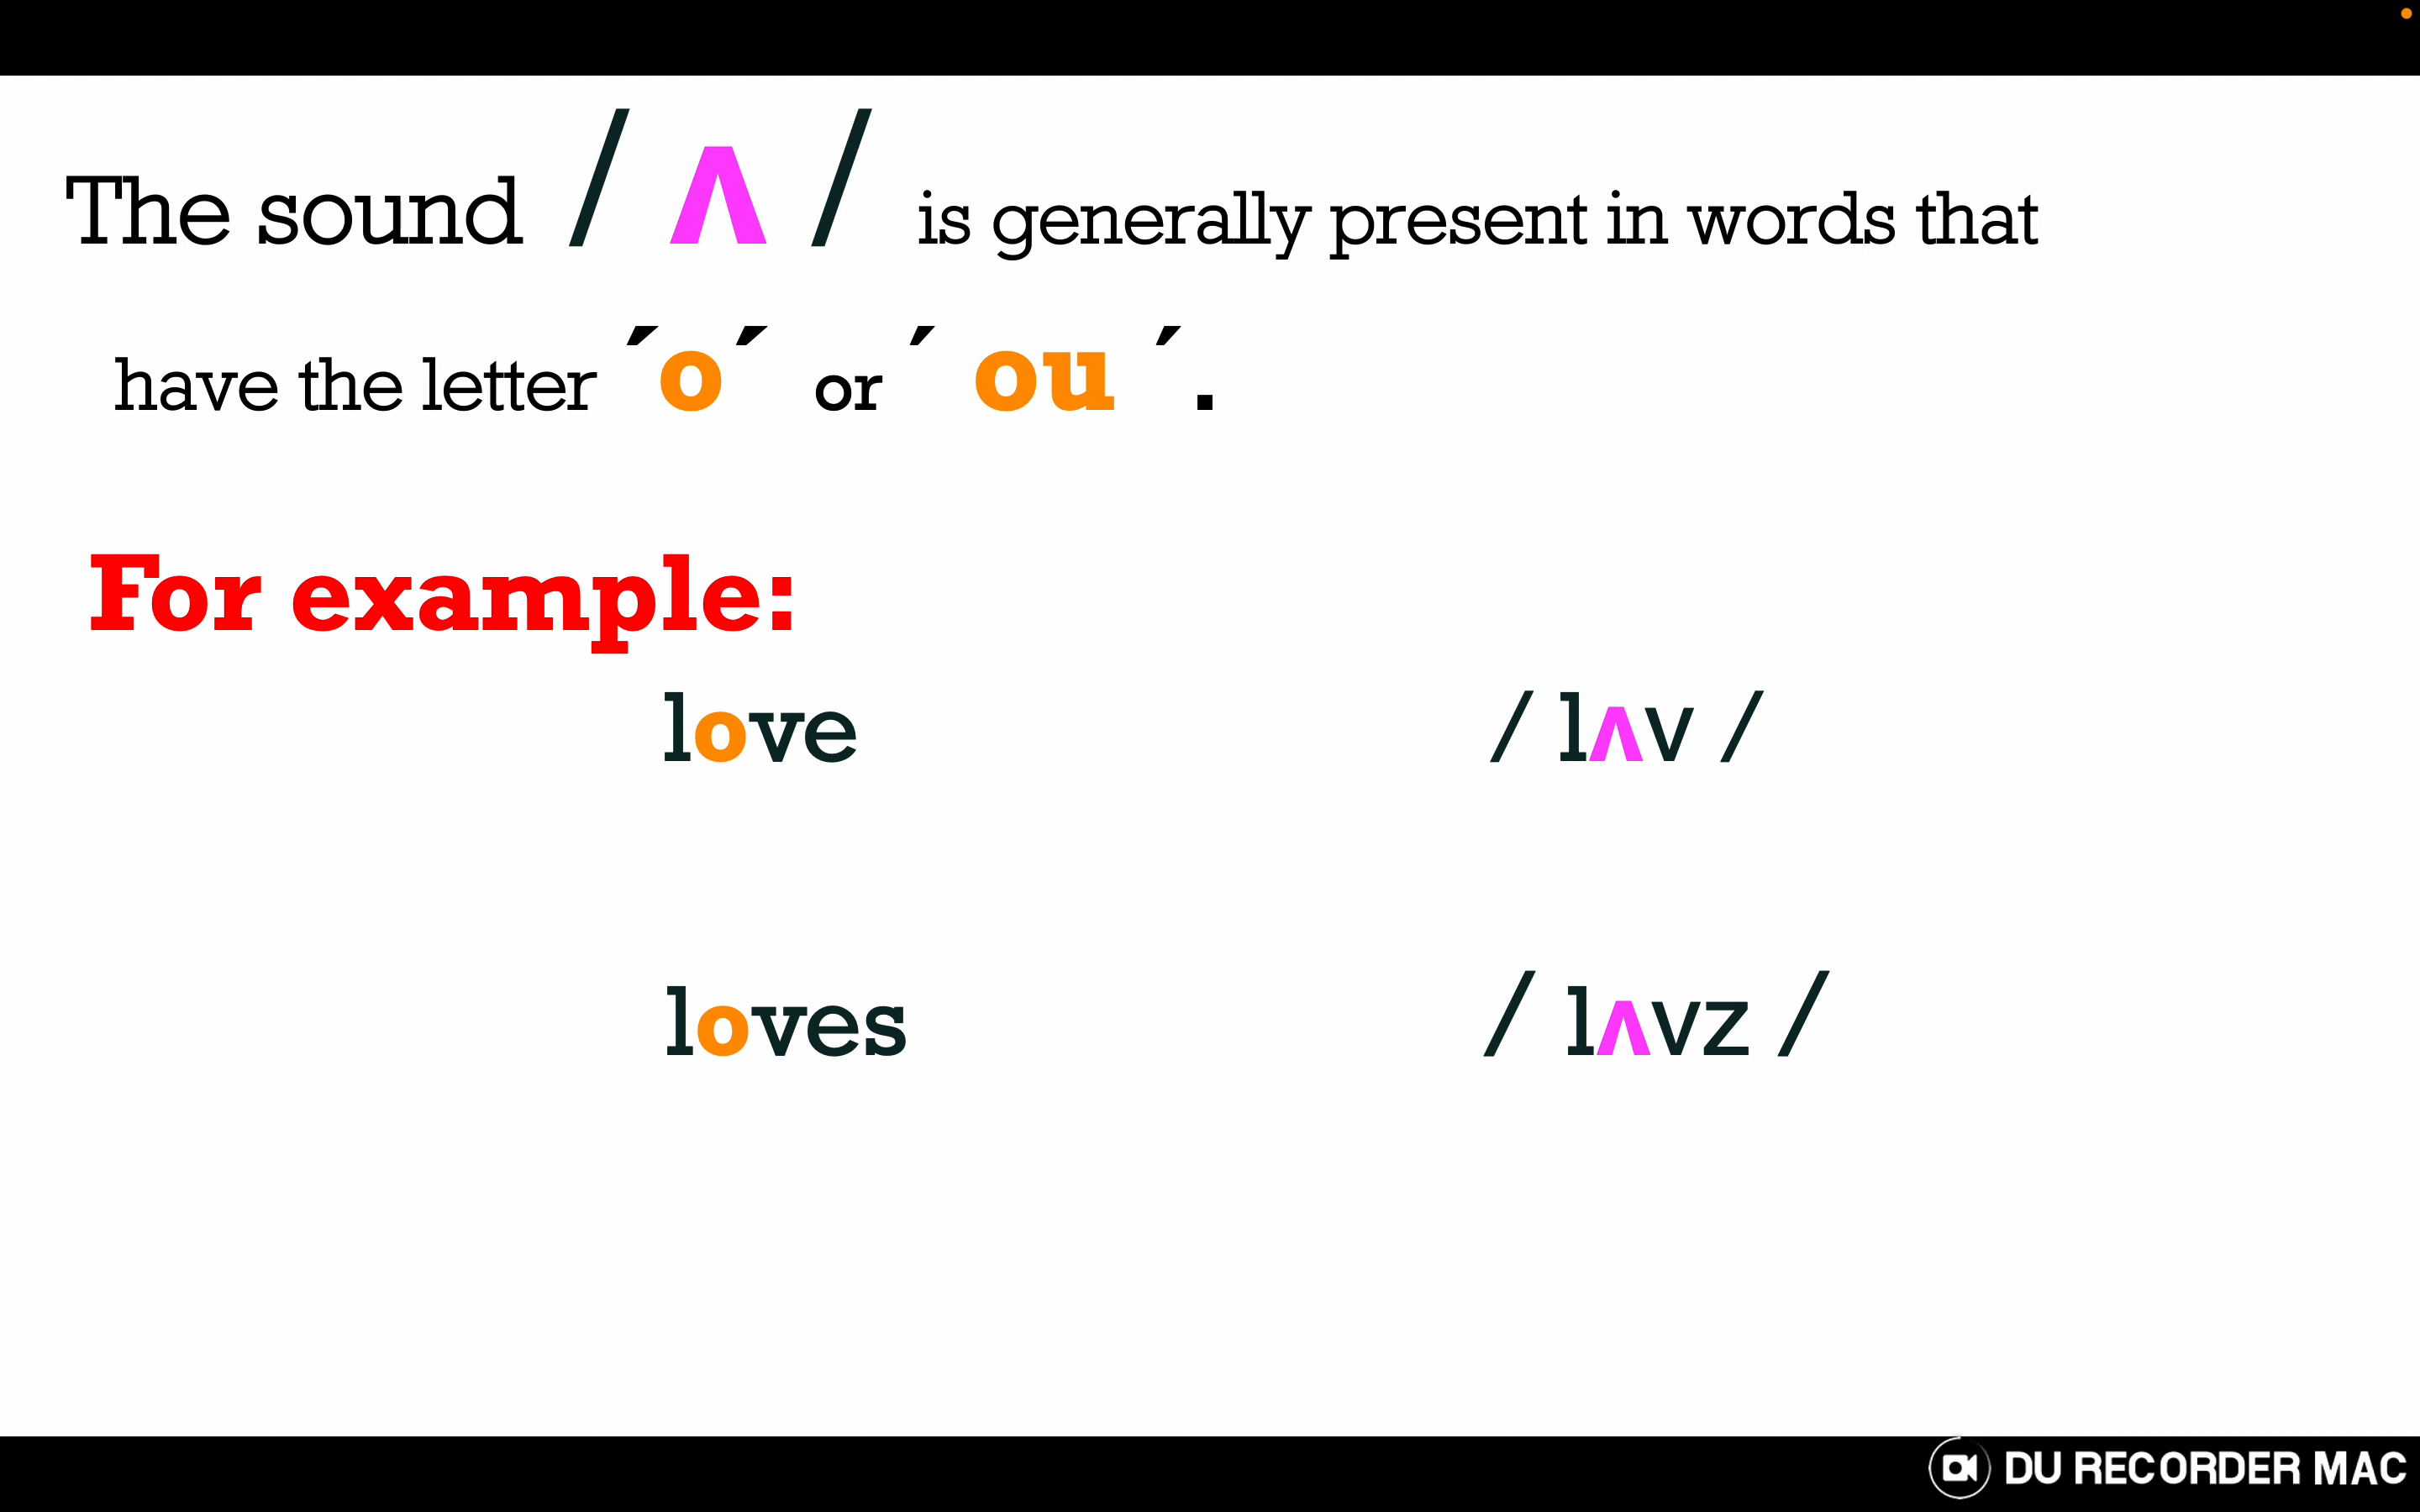 The sound / ʌ / is generally present in words that
have the letter ´o´ or ´ ou ´.
For example:
love / lʌv /
loves / lʌvz /
DU RECORDER MAC